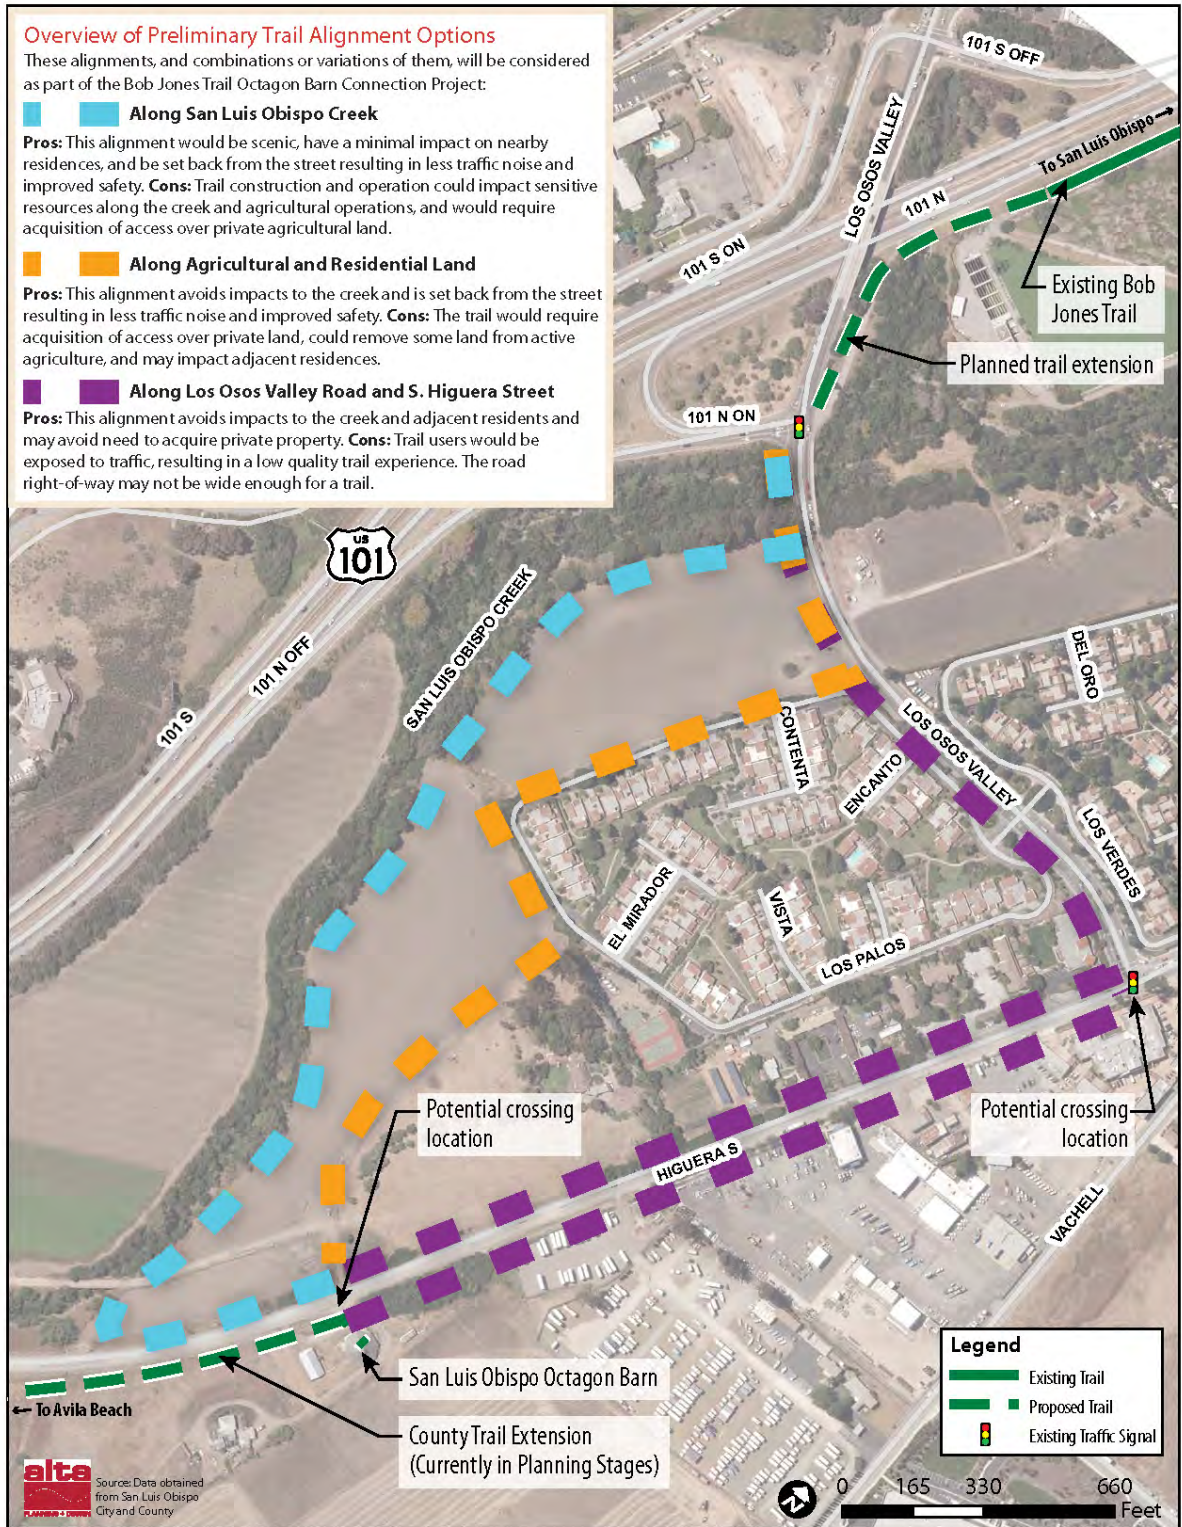 Overview of Preliminary Trail Alignment Options
These alignments, and combinations or variations of them, will be considered
as part of the Bob Jones Trail Octagon Barn Connection Project:
Along San Luis Obispo Creek
Pros: This alignment would be scenic, have a minimal impact on nearby
residences, and be set back from the street resulting in less traffic noise and
improved safety. Cons: Trail construction and operation could impact sensitive
resources along the creek and agricultural operations, and would require
acquisition of access over private agricultural land.
Along Agricultural and Residential Land
Pros: This alignment avoids impacts to the creek and is set back from the street
resulting in less traffic noise and improved safety. Cons: The trail would require
acquisition of access over private land, could remove some land from active
agriculture, and may impact adjacent residences.
Along Los Osos Valley Road and S. Higuera Street
Pros: This alignment avoids impacts to the creek and adjacent residents and
may avoid need to acquire private property. Cons: Trail users would be
exposed to traffic, resulting in a low quality trail experience. The road
right-of-way may not be wide enough for a trail.
101 S OFF
LOS OSOS VALLEY
To San Luis Obispo
101 N
101 S ON
Existing Bob
Jones Trail
Planned trail extension
101 N ON
US
101
SAN LUIS OBISPO CREEK
101 N OFF
101 S
DEL ORO
CONTENTA
LOS OSOS VALLEY
ENCANTO
LOS VERDES
EL MIRADOR
VISTA
LOS PALOS
Potential crossing
location
Potential crossing
location
HIGUERA S
VACHELL
San Luis Obispo Octagon Barn
To Avila Beach
County Trail Extension
(Currently in Planning Stages)
Legend
Existing Trail
Proposed Trail
Existing Traffic Signal
alta
PLANNING + DESIGN
Source: Data obtained
from San Luis Obispo
City and County
N
0 165 330 660
Feet